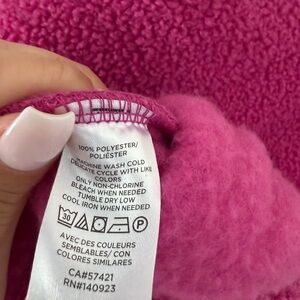 100% POLYESTER/
POLIÉSTER
MACHINE WASH COLD
DELICATE CYCLE WITH LIKE
COLORS
ONLY NON-CHLORINE
BLEACH WHEN NEEDED
TUMBLE DRY LOW
COOL IRON WHEN NEEDED
30 P
AVEC DES COULEURS
SEMBLABLES/ CON
COLORES SIMILARES
CA#57421
RN#140923